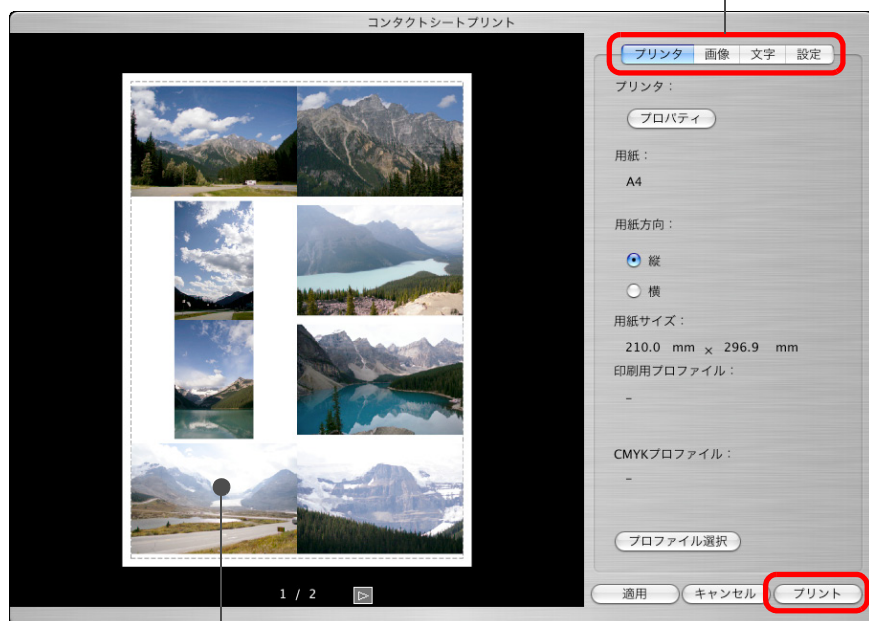 コンタクトシートプリント
プリンタ 画像 文字 設定
プリンタ：
プロパティ
用紙：
A4
用紙方向：
縦
横
用紙サイズ：
210.0 mm × 296.9 mm
印刷用プロファイル：
–
CMYKプロファイル：
–
プロファイル選択
1 / 2
適用 キャンセル プリント